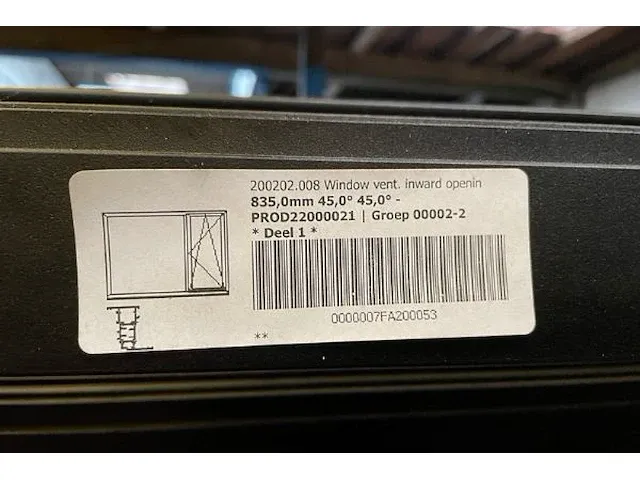 200202.008 Window vent. inward openin
835,0mm 45,0° 45,0° -
PROD22000021 | Groep 00002-2
* Deel 1 *
0000007FA200053
**